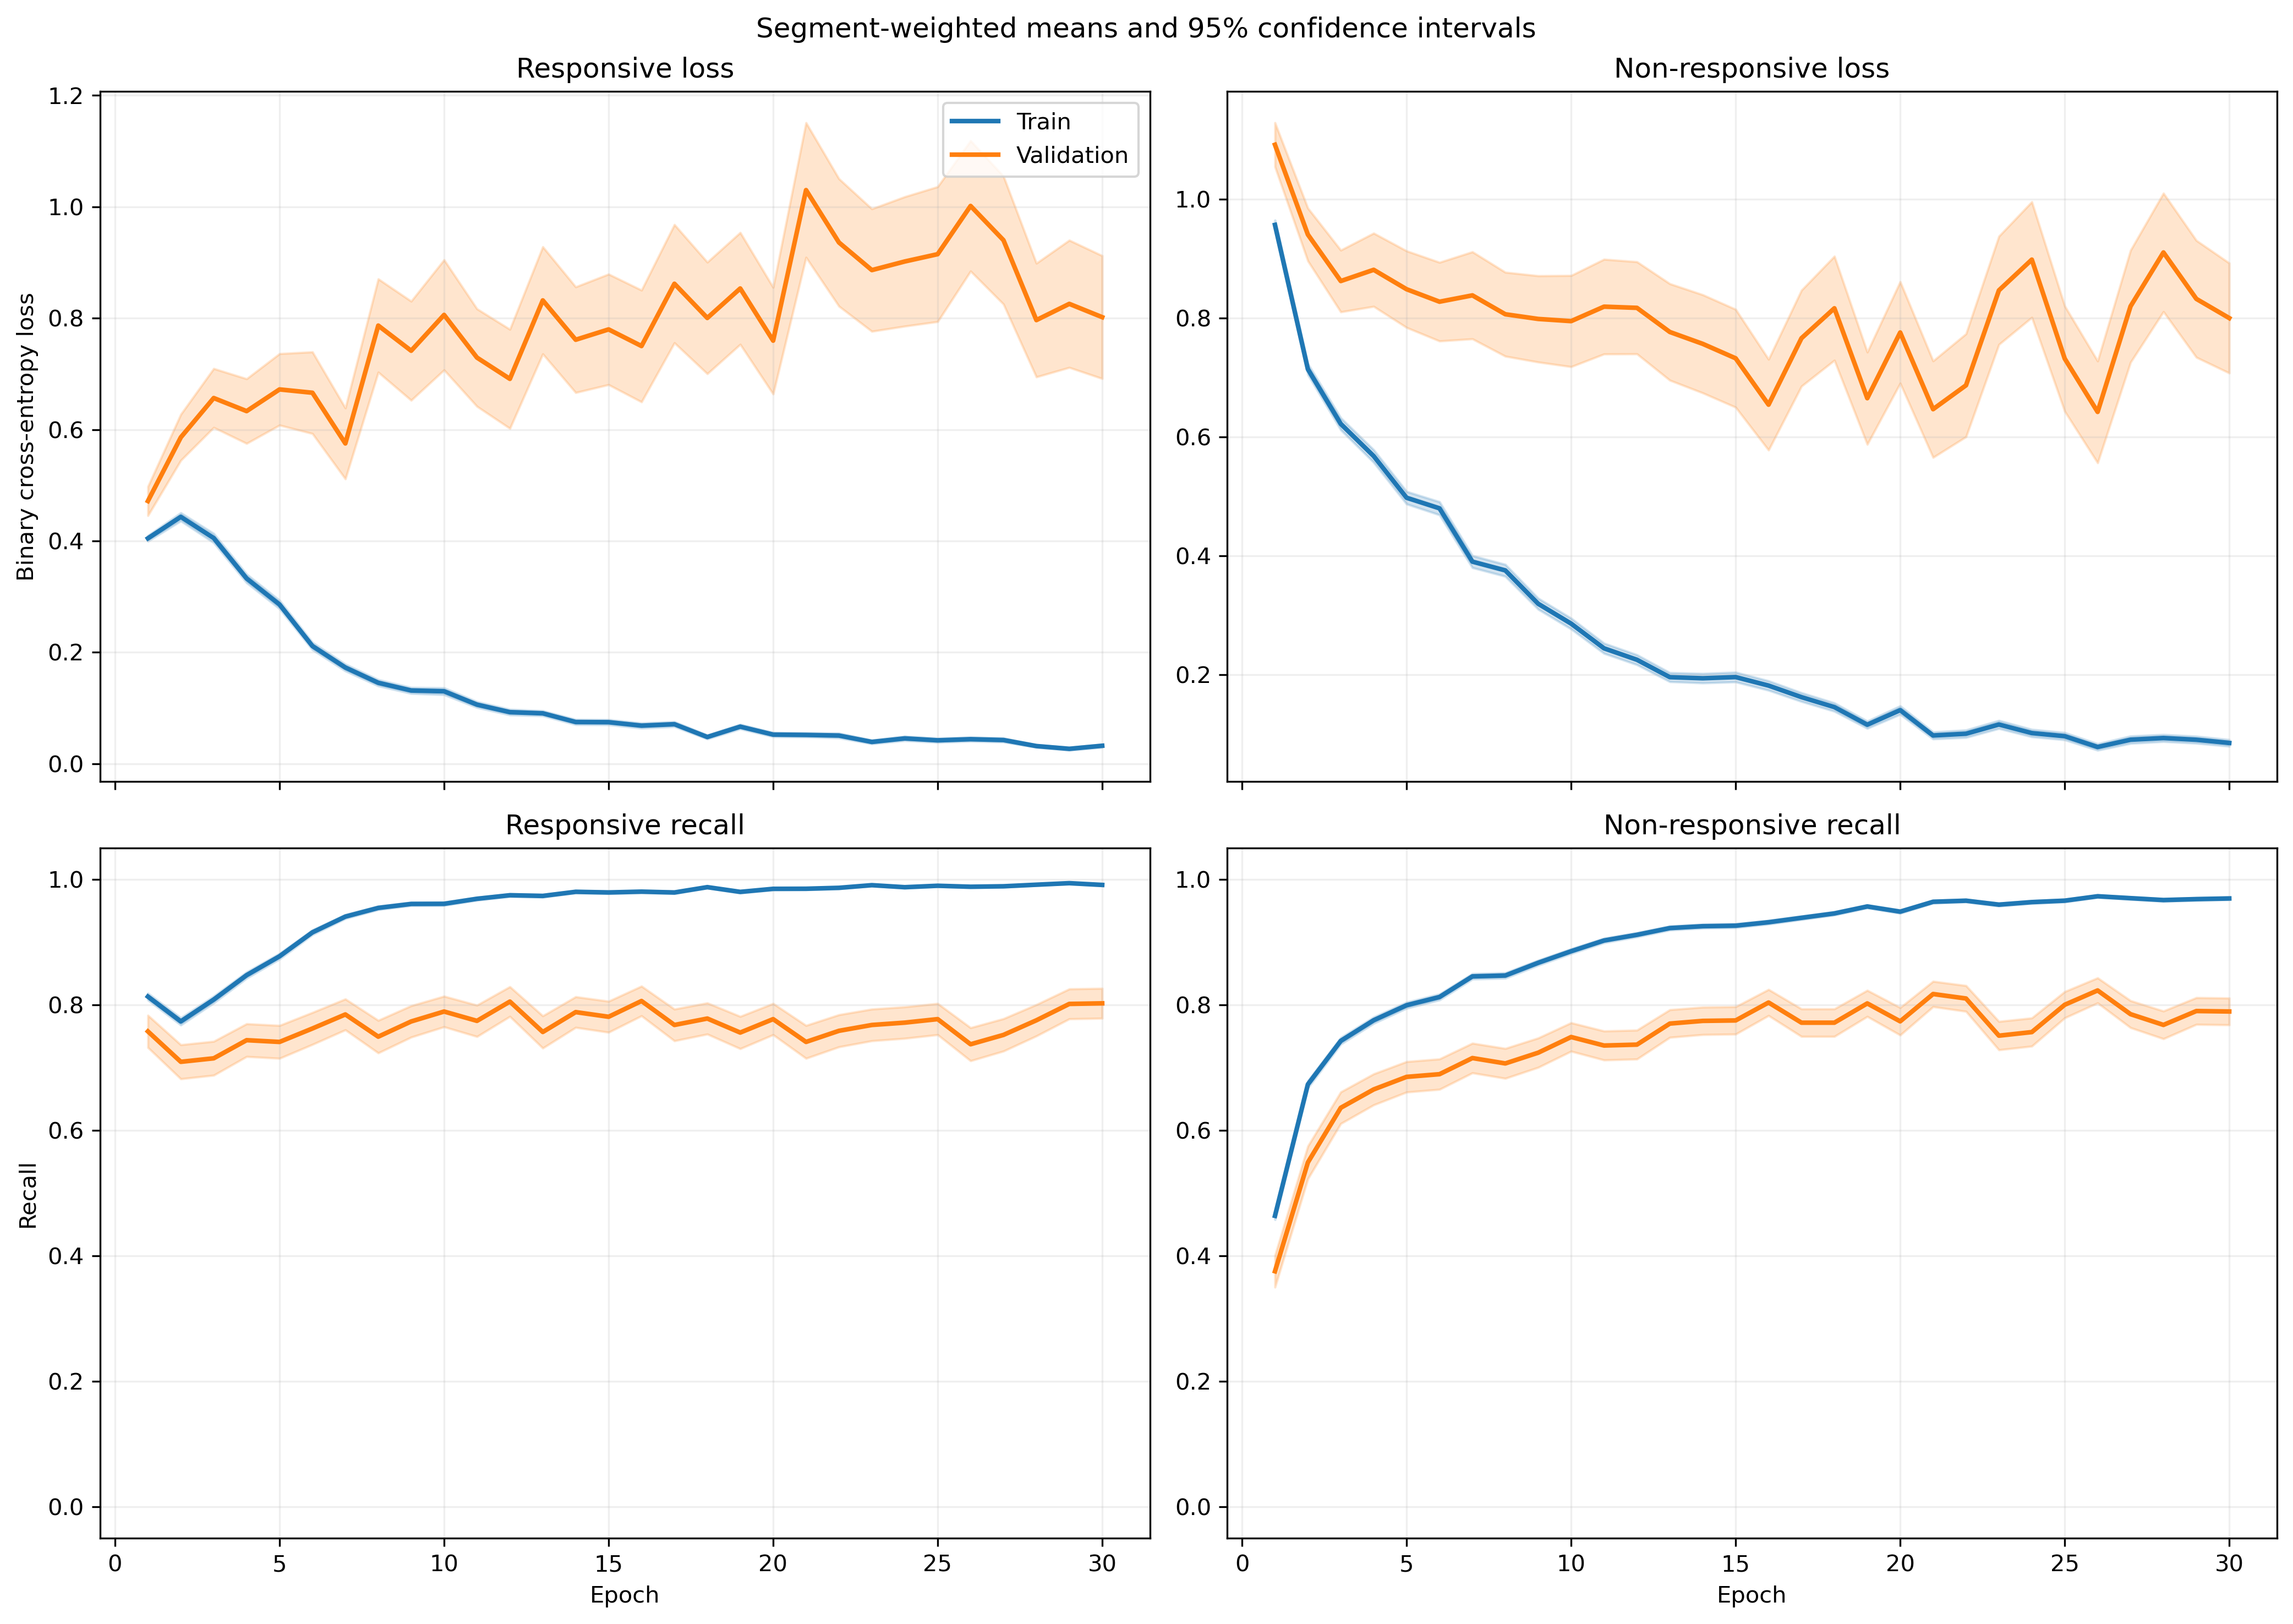 Segment-weighted means and 95% confidence intervals
Responsive loss
Non-responsive loss
Binary cross-entropy loss
1.2
1.0
0.8
0.6
0.4
0.2
0.0
Train
Validation
1.0
0.8
0.6
0.4
0.2
Responsive recall
Non-responsive recall
Recall
1.0
0.8
0.6
0.4
0.2
0.0
0 5 10 15 20 25 30
Epoch
1.0
0.8
0.6
0.4
0.2
0.0
0 5 10 15 20 25 30
Epoch